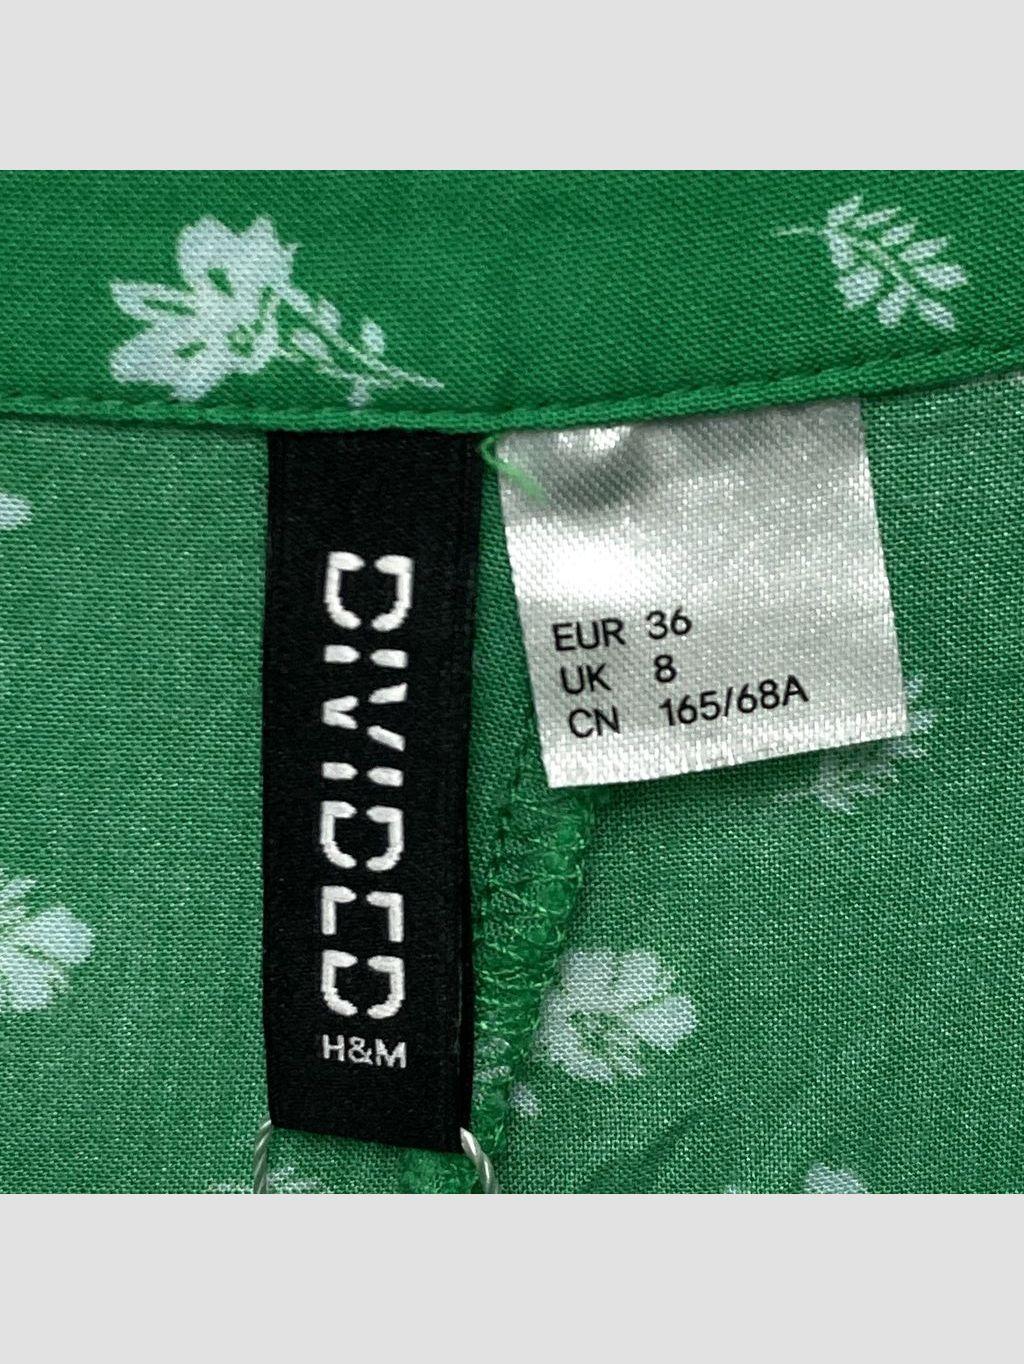 DIVIDED
H&M
EUR 36
UK 8
CN 165/68A